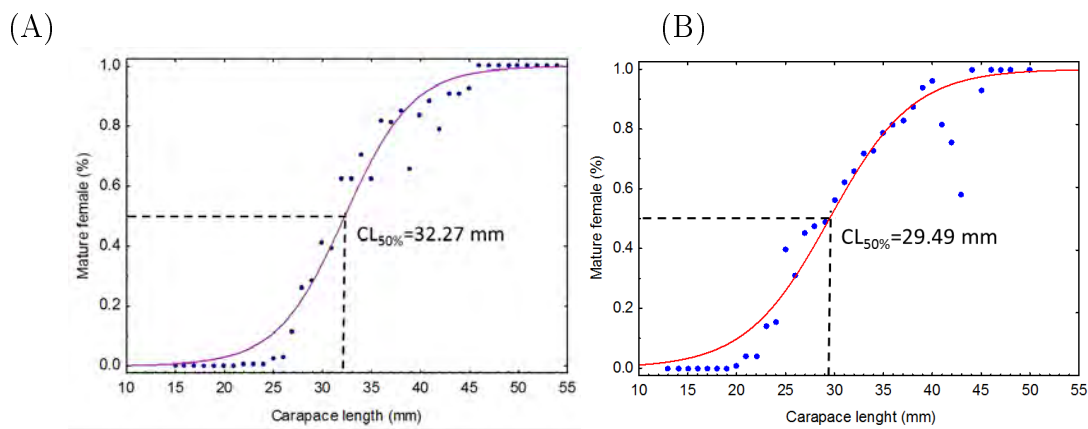 (A)
(B)
Mature female (%)
1.0
0.8
0.6
0.4
0.2
0.0
CL50%=32.27 mm
10 15 20 25 30 35 40 45 50 55
Carapace length (mm)
Mature female (%)
1.0
0.8
0.6
0.4
0.2
0.0
CL50%=29.49 mm
10 15 20 25 30 35 40 45 50 55
Carapace lenght (mm)